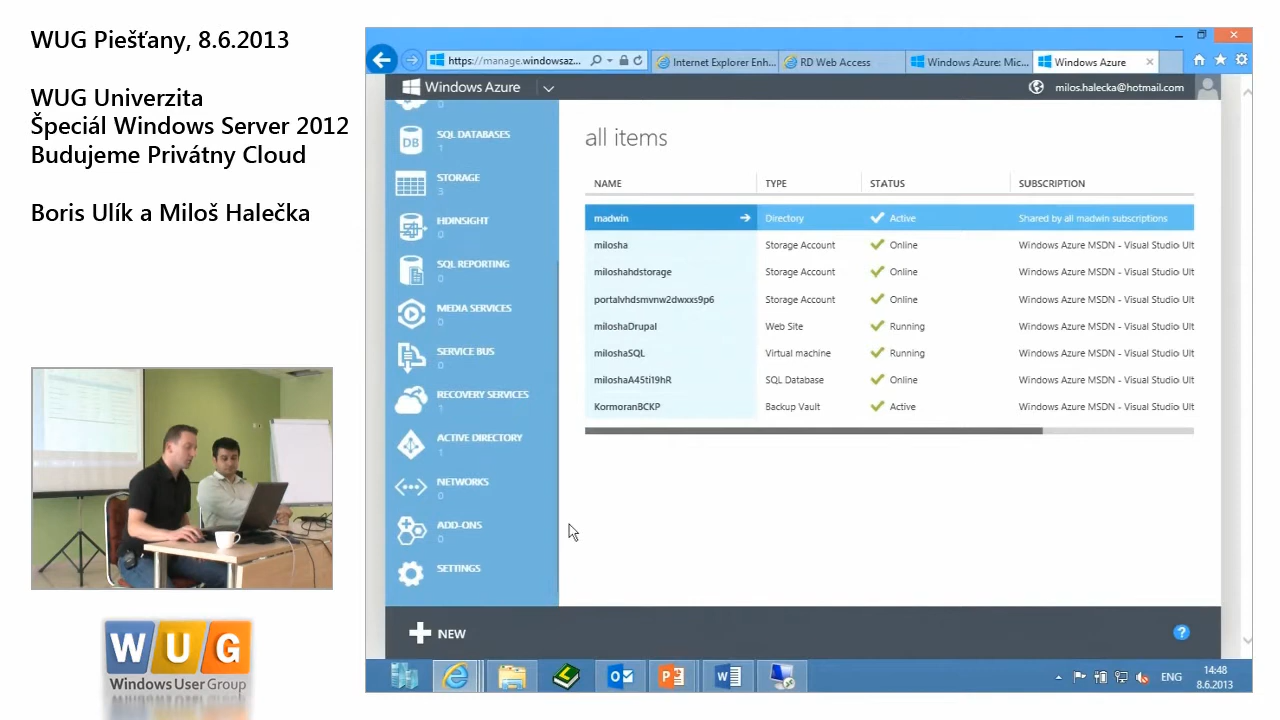 WUG Piešťany, 8.6.2013
WUG Univerzita
Špeciál Windows Server 2012
Budujeme Privátny Cloud
Boris Ulík a Miloš Halečka
WUG
Windows User Group
https://manage.windowsaz...
Internet Explorer Enh...
RD Web Access
Windows Azure: Mic...
Windows Azure
Windows Azure
milos.halecka@hotmail.com
0
SQL DATABASES
1
STORAGE
3
HDINSIGHT
0
SQL REPORTING
0
MEDIA SERVICES
0
SERVICE BUS
0
RECOVERY SERVICES
1
ACTIVE DIRECTORY
1
NETWORKS
0
ADD-ONS
0
SETTINGS
all items
NAME TYPE STATUS SUBSCRIPTION
madwin Directory Active Shared by all madwin subscriptions
milosha Storage Account Online Windows Azure MSDN - Visual Studio Ult
miloshahdstorage Storage Account Online Windows Azure MSDN - Visual Studio Ult
portalvhdsmvnw2dwxxs9p6 Storage Account Online Windows Azure MSDN - Visual Studio Ult
miloshaDrupal Web Site Running Windows Azure MSDN - Visual Studio Ult
miloshaSQL Virtual machine Running Windows Azure MSDN - Visual Studio Ult
miloshaA45ti19hR SQL Database Online Windows Azure MSDN - Visual Studio Ult
KormoranBCKP Backup Vault Active Windows Azure MSDN - Visual Studio Ult
NEW
ENG
14:48
8.6.2013